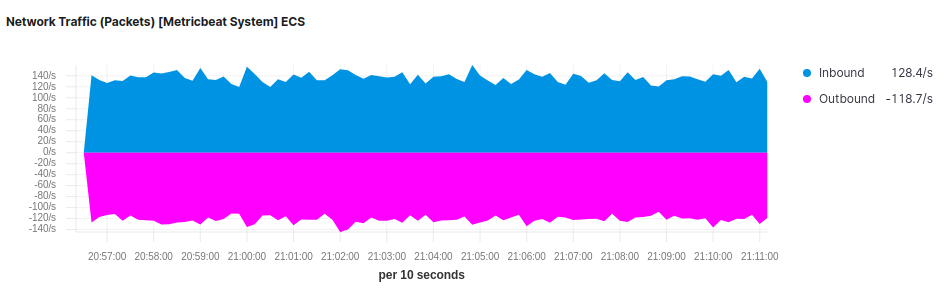 Network Traffic (Packets) [Metricbeat System] ECS
140/s
120/s
100/s
80/s
60/s
40/s
20/s
0/s
-20/s
-40/s
-60/s
-80/s
-100/s
-120/s
-140/s
20:57:00 20:58:00 20:59:00 21:00:00 21:01:00 21:02:00 21:03:00 21:04:00 21:05:00 21:06:00 21:07:00 21:08:00 21:09:00 21:10:00 21:11:00
per 10 seconds
Inbound 128.4/s
Outbound -118.7/s